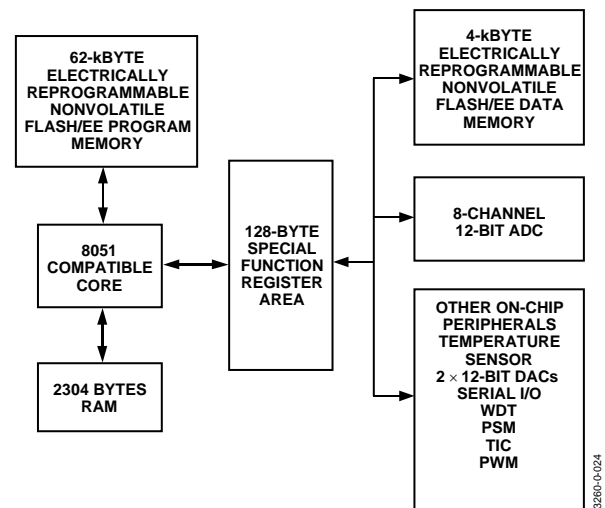 62-kBYTE
ELECTRICALLY
REPROGRAMMABLE
NONVOLATILE
FLASH/EE PROGRAM
MEMORY
8051
COMPATIBLE
CORE
2304 BYTES
RAM
128-BYTE
SPECIAL
FUNCTION
REGISTER
AREA
4-kBYTE
ELECTRICALLY
REPROGRAMMABLE
NONVOLATILE
FLASH/EE DATA
MEMORY
8-CHANNEL
12-BIT ADC
OTHER ON-CHIP
PERIPHERALS
TEMPERATURE
SENSOR
2 × 12-BIT DACs
SERIAL I/O
WDT
PSM
TIC
PWM
3260-0-024